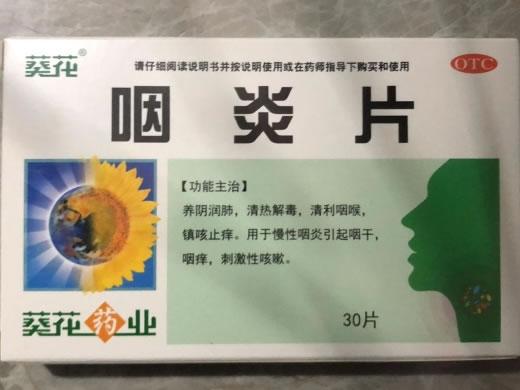 葵花®
请仔细阅读说明书并按说明使用或在药师指导下购买和使用
OTC
咽炎片
【功能主治】
养阴润肺，清热解毒，清利咽喉，
镇咳止痒。用于慢性咽炎引起咽干，
咽痒，刺激性咳嗽。
葵花药业
30片